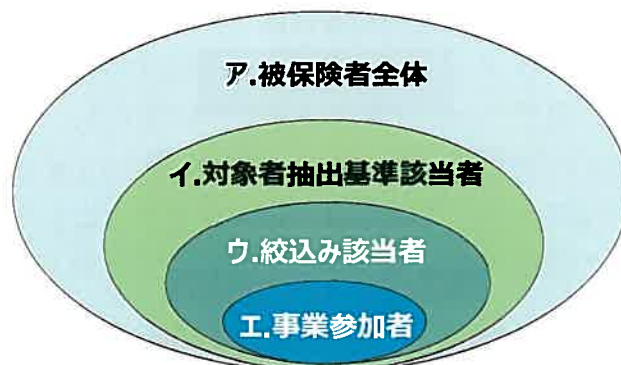 ア.被保険者全体
イ.対象者抽出基準該当者
ウ.絞込み該当者
エ.事業参加者